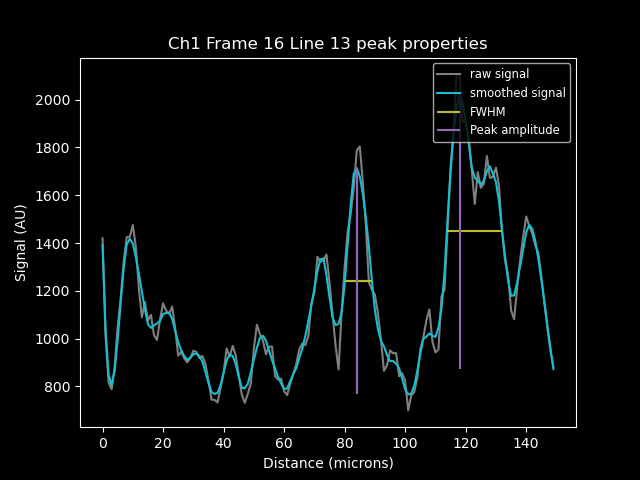 Ch1 Frame 16 Line 13 peak properties
raw signal
smoothed signal
FWHM
Peak amplitude
Signal (AU)
2000
1800
1600
1400
1200
1000
800
0 20 40 60 80 100 120 140
Distance (microns)